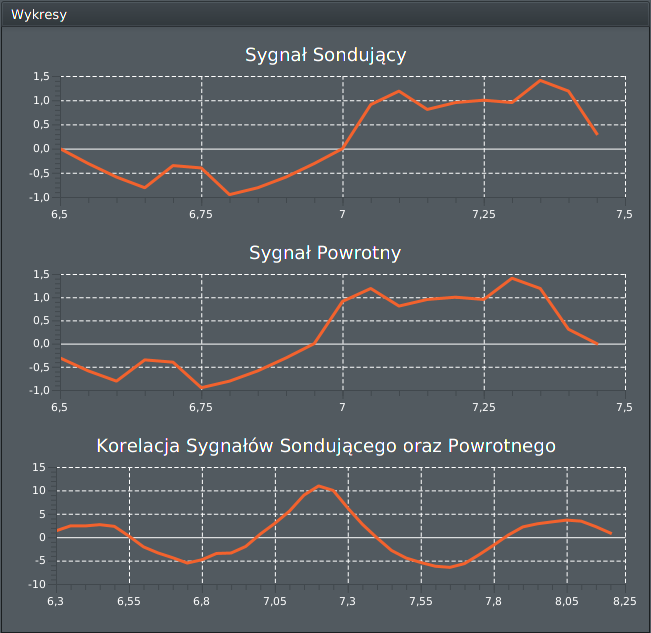 Wykresy
Sygnał Sondujący
1,5
1,0
0,5
0,0
-0,5
-1,0
6,5 6,75 7 7,25 7,5
Sygnał Powrotny
1,5
1,0
0,5
0,0
-0,5
-1,0
6,5 6,75 7 7,25 7,5
Korelacja Sygnałów Sondującego oraz Powrotnego
15
10
5
0
-5
-10
6,3 6,55 6,8 7,05 7,3 7,55 7,8 8,05 8,25